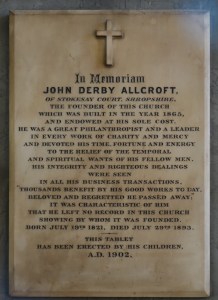 In Memoriam
JOHN DERBY ALLCROFT,
OF STOKESAY COURT, SHROPSHIRE,
THE FOUNDER OF THIS CHURCH
WHICH WAS BUILT IN THE YEAR 1865,
AND ENDOWED AT HIS SOLE COST.
HE WAS A GREAT PHILANTHROPIST AND A LEADER
IN EVERY WORK OF CHARITY AND MERCY
AND DEVOTED HIS TIME, FORTUNE AND ENERGY
TO THE RELIEF OF THE TEMPORAL
AND SPIRITUAL WANTS OF HIS FELLOW MEN,
HIS INTEGRITY AND RIGHTEOUS DEALINGS
WERE SEEN
IN ALL HIS BUSINESS TRANSACTIONS,
THOUSANDS BENEFIT BY HIS GOOD WORKS TO DAY.
BELOVED AND REGRETTED HE PASSED AWAY;
IT WAS CHARACTERISTIC OF HIM
THAT HE LEFT NO RECORD IN THIS CHURCH
SHOWING BY WHOM IT WAS FOUNDED.
BORN JULY 19TH 1821, DIED JULY 29TH 1893.
THIS TABLET
HAS BEEN ERECTED BY HIS CHILDREN,
A.D. 1902.